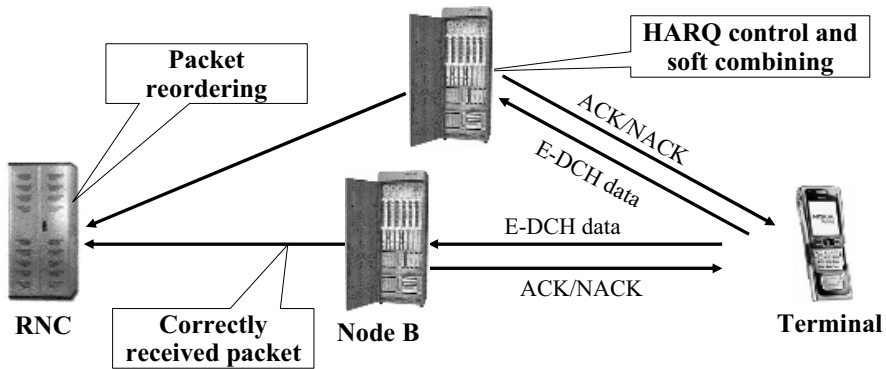 HARQ control and
soft combining
Packet
reordering
ACK/NACK
E-DCH data
E-DCH data
ACK/NACK
NOKIA
RNC
Correctly
received packet
Node B
Terminal